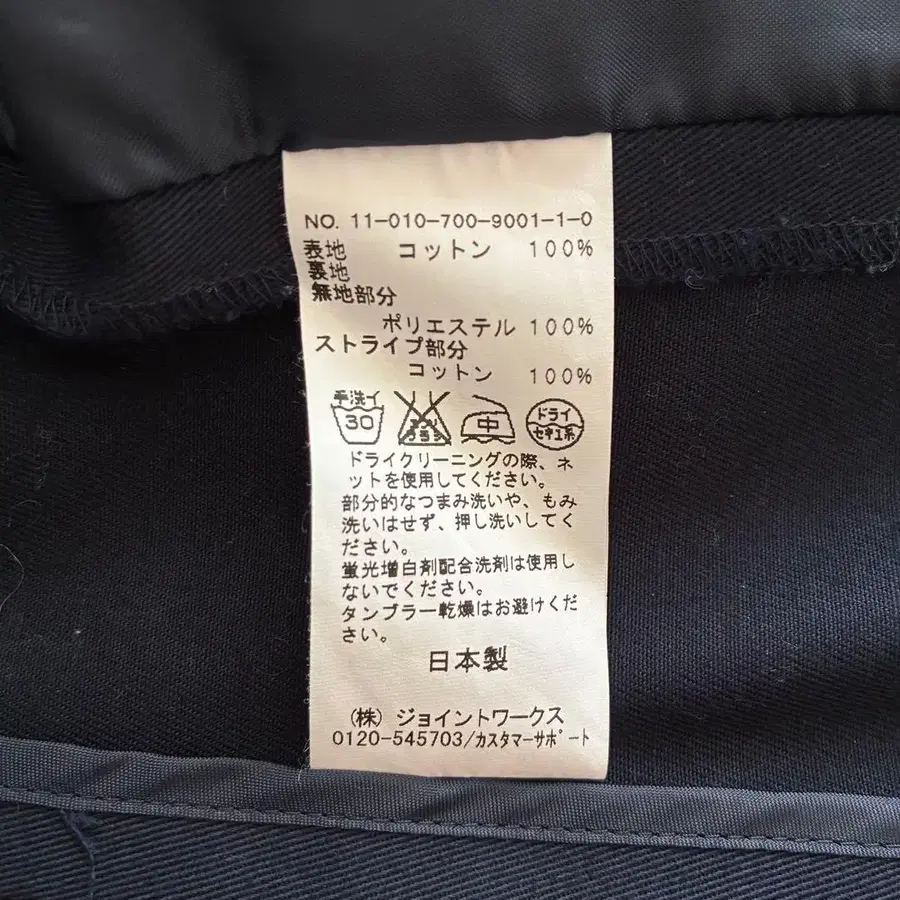 NO. 11-010-700-9001-1-0
表地 コットン 100%
裏地
無地部分
ポリエステル 100%
ストライプ部分
コットン 100%
手洗イ
30
エンソ
サラシ
中
ドライ
セキユ系
ドライクリーニングの際、ネ
ットを使用してください。
部分的なつまみ洗いや、もみ
洗いはせず、押し洗いしてく
ださい。
蛍光増白剤配合洗剤は使用し
ないでください。
タンブラー乾燥はお避けくだ
さい。
日本製
(株) ジョイントワークス
0120-545703/カスタマーサポート